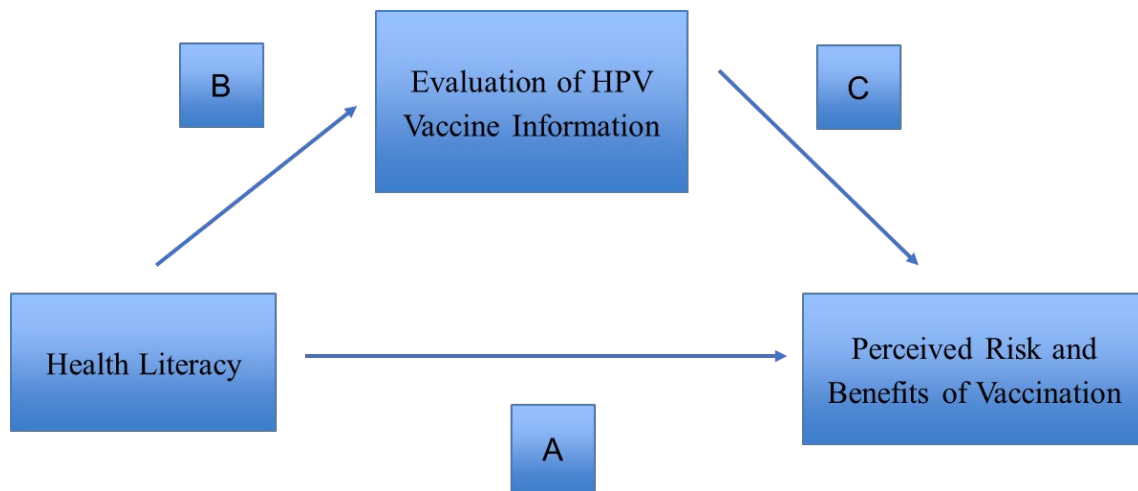 B
Evaluation of HPV
Vaccine Information
C
Health Literacy
Perceived Risk and
Benefits of Vaccination
A